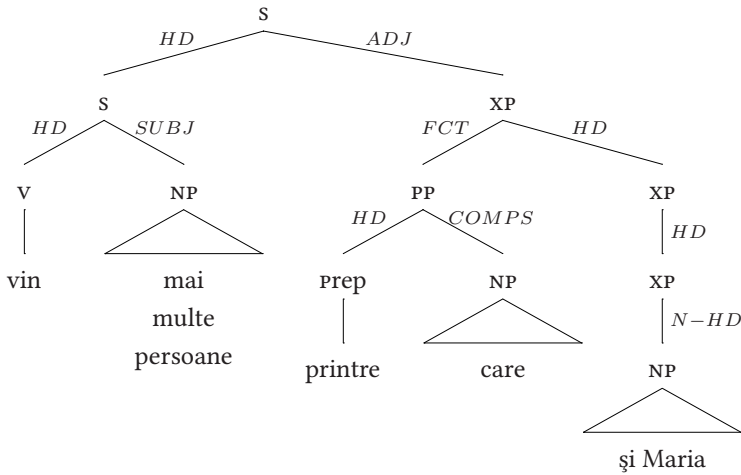 S
HD ADJ
S XP
HD SUBJ FCT HD
V NP PP XP
HD COMPS HD
vin mai Prep NP XP
multe N−HD
persoane printre care NP
şi Maria